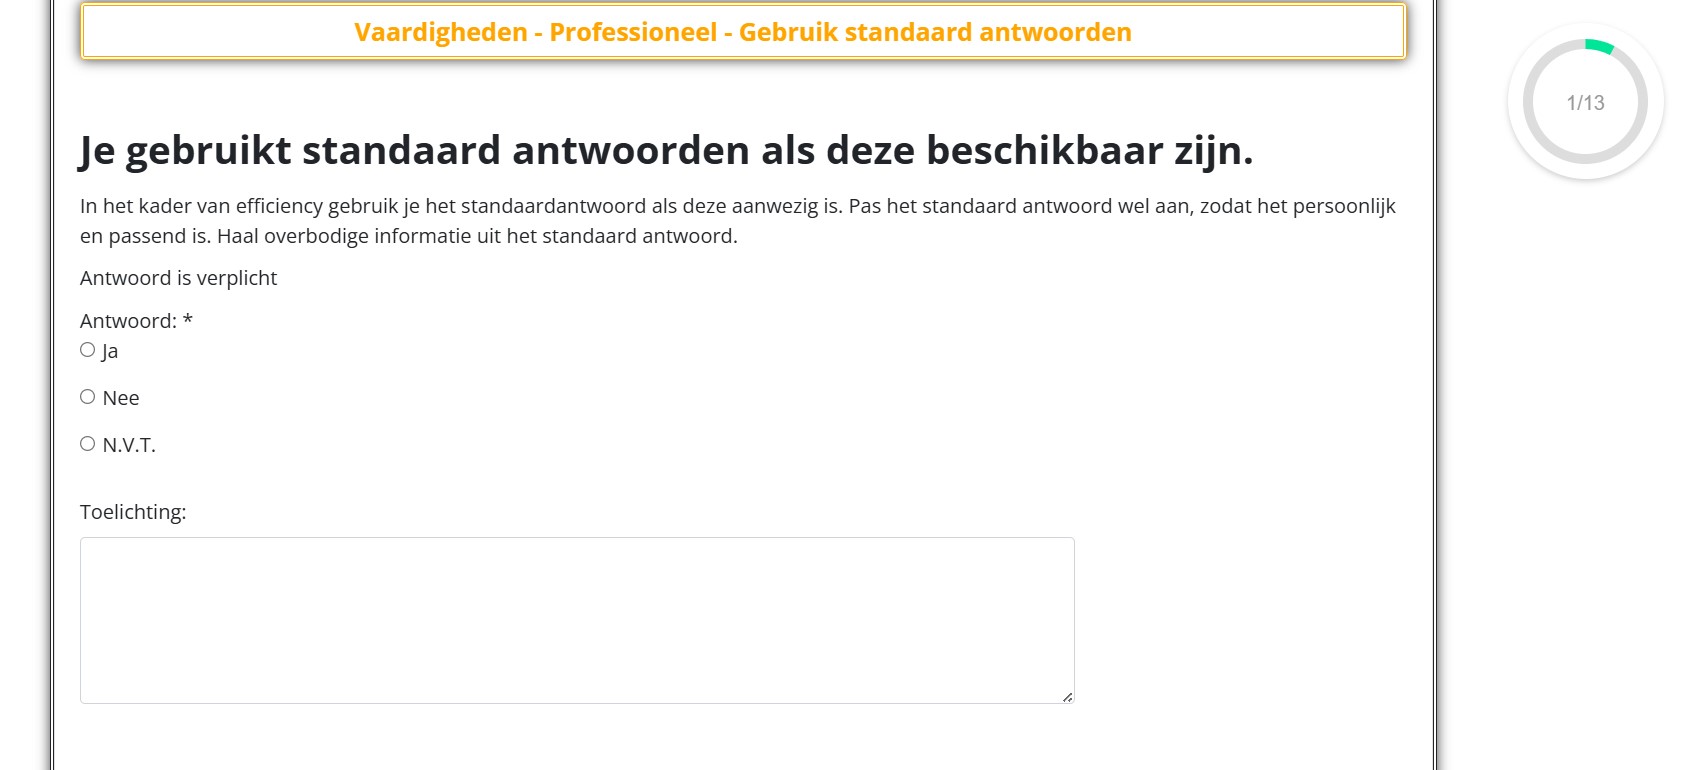 Vaardigheden - Professioneel - Gebruik standaard antwoorden
1/13
Je gebruikt standaard antwoorden als deze beschikbaar zijn.
In het kader van efficiency gebruik je het standaardantwoord als deze aanwezig is. Pas het standaard antwoord wel aan, zodat het persoonlijk
en passend is. Haal overbodige informatie uit het standaard antwoord.
Antwoord is verplicht
Antwoord: *
Ja
Nee
N.V.T.
Toelichting: